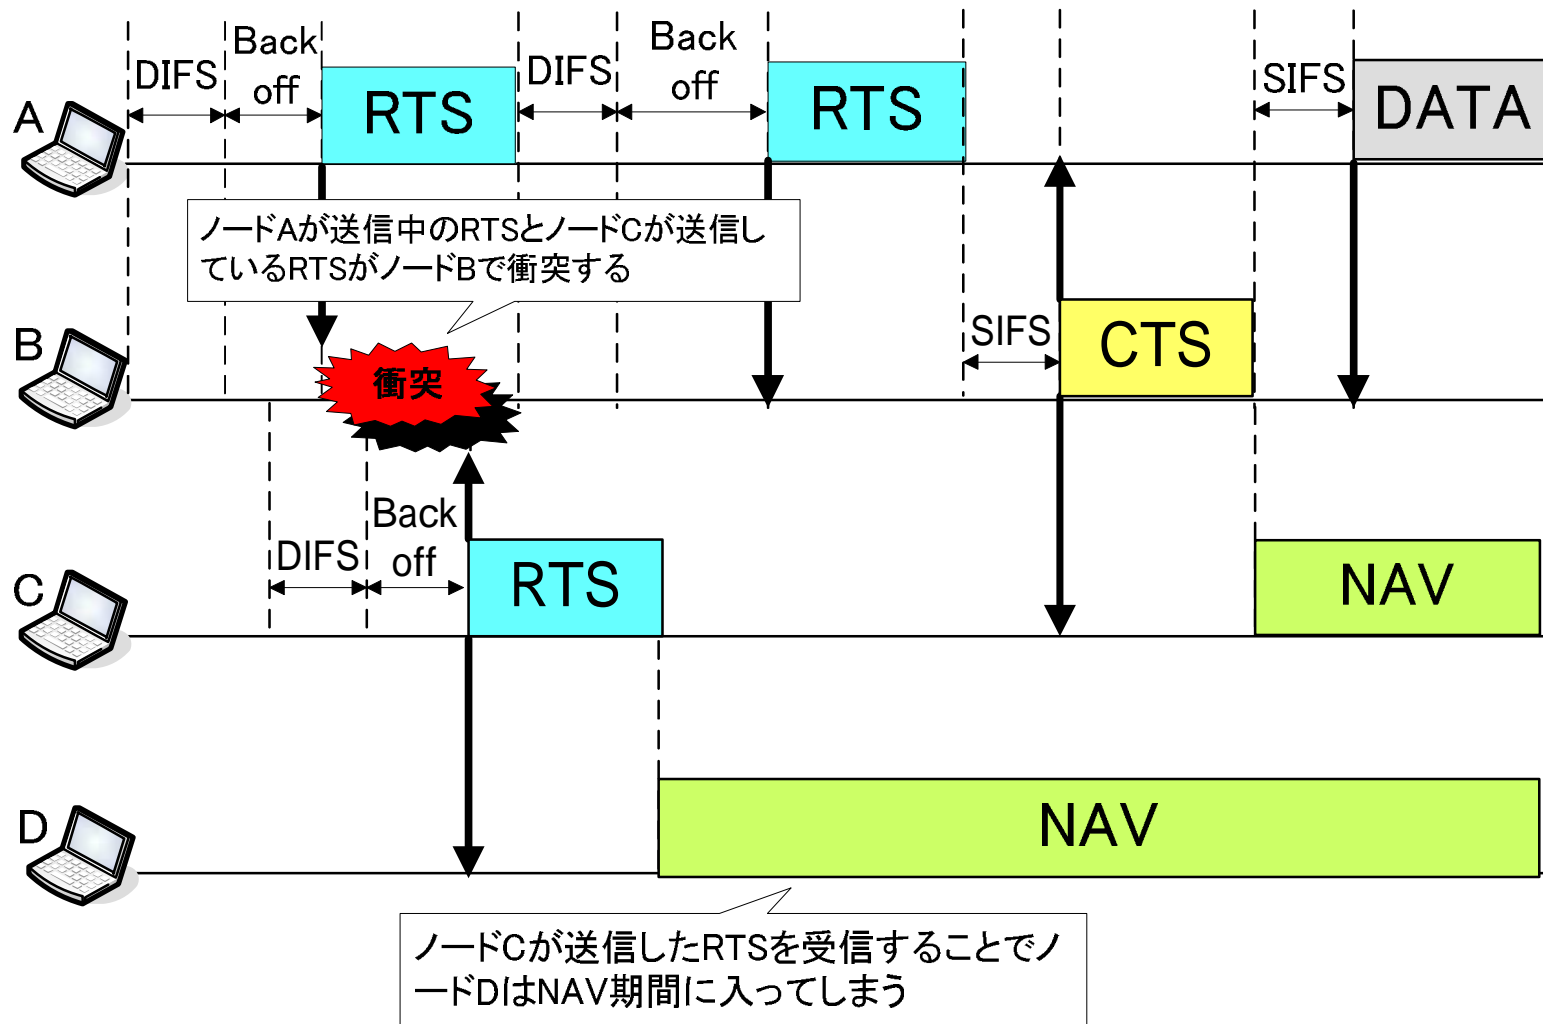 DIFS
Back
off
DIFS
Back
off
SIFS
A
RTS
RTS
DATA
ノードAが送信中のRTSとノードCが送信し
ているRTSがノードBで衝突する
B
衝突
SIFS
CTS
DIFS
Back
off
C
RTS
NAV
D
NAV
ノードCが送信したRTSを受信することでノ
ードDはNAV期間に入ってしまう